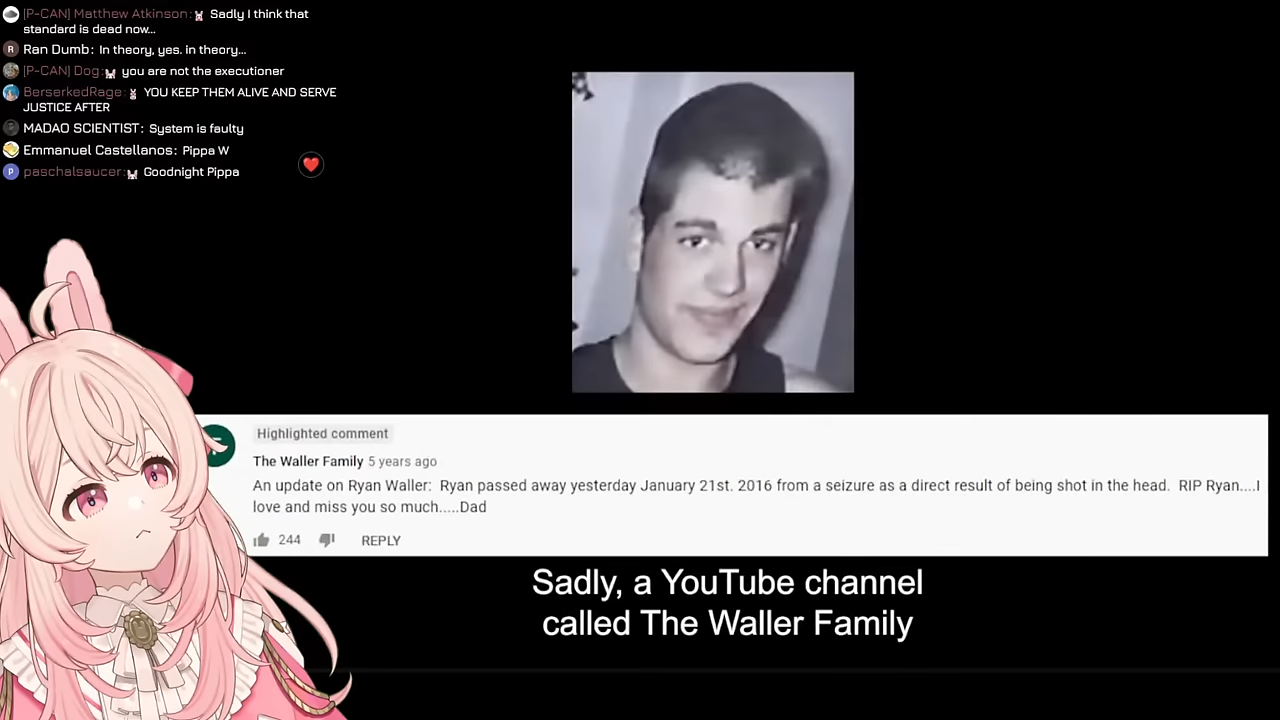 [P-CAN] Matthew Atkinson: Sadly I think that
standard is dead now...
R Ran Dumb: In theory, yes. in theory...
[P-CAN] Dog: you are not the executioner
BerserkedRage: YOU KEEP THEM ALIVE AND SERVE
JUSTICE AFTER
MADAO SCIENTIST: System is faulty
Emmanuel Castellanos: Pippa W
P paschalsaucer: Goodnight Pippa
Highlighted comment
The Waller Family 5 years ago
An update on Ryan Waller: Ryan passed away yesterday January 21st. 2016 from a seizure as a direct result of being shot in the head. RIP Ryan....I
love and miss you so much.....Dad
244 REPLY
Sadly, a YouTube channel
called The Waller Family